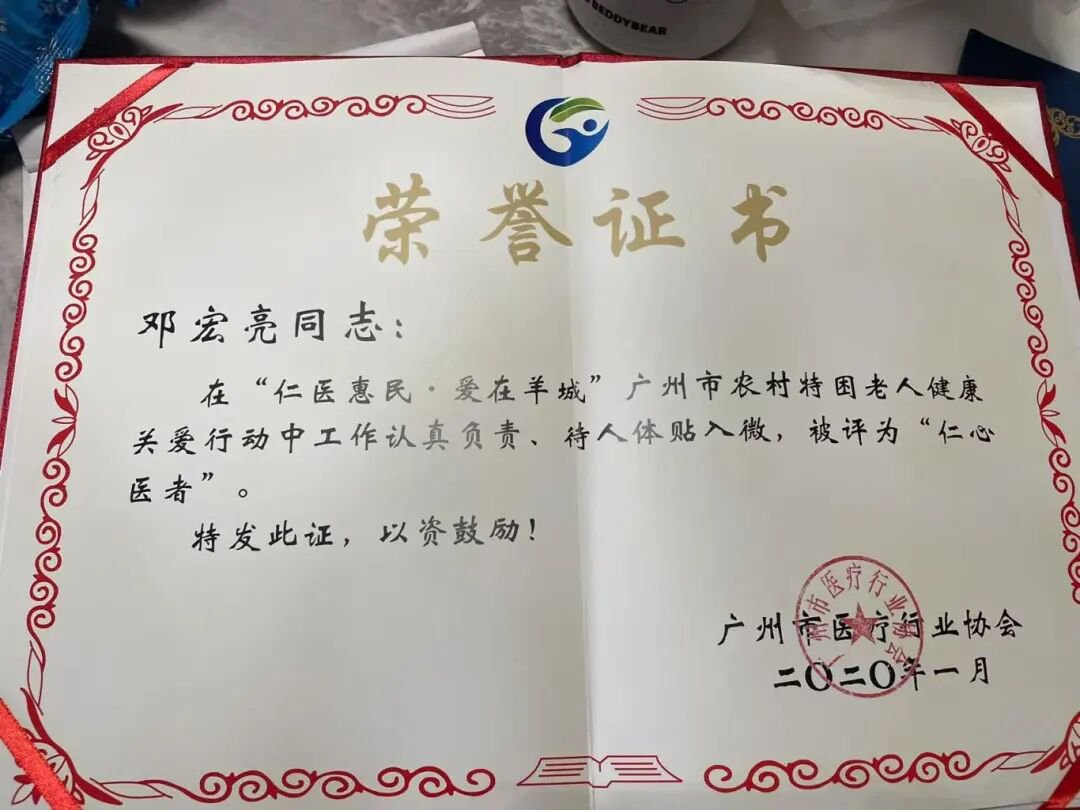 BEDDYBEAR
荣誉证书
邓宏亮同志：
在“仁医惠民·爱在羊城”广州市农村特困老人健康
关爱行动中工作认真负责、待人体贴入微，被评为“仁心
医者”。
特发此证，以资鼓励！
广州市医疗行业协会
二〇二〇年一月